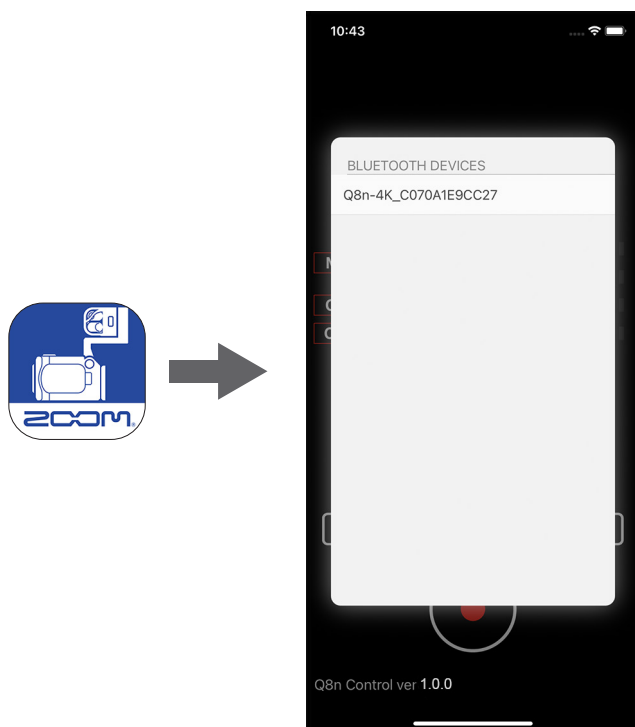 10:43
BLUETOOTH DEVICES
Q8n-4K_C070A1E9CC27
ZOOM®
Q8n Control ver 1.0.0